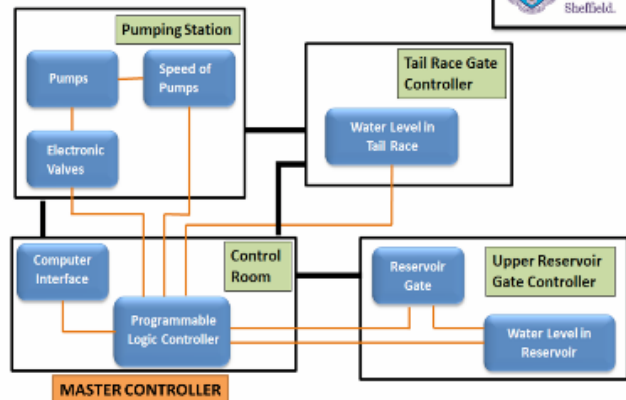 Sheffield.
Pumping Station
Pumps
Speed of
Pumps
Electronic
Valves
Tail Race Gate
Controller
Water Level in
Tail Race
Computer
Interface
Control
Room
Programmable
Logic Controller
MASTER CONTROLLER
Reservoir
Gate
Upper Reservoir
Gate Controller
Water Level in
Reservoir